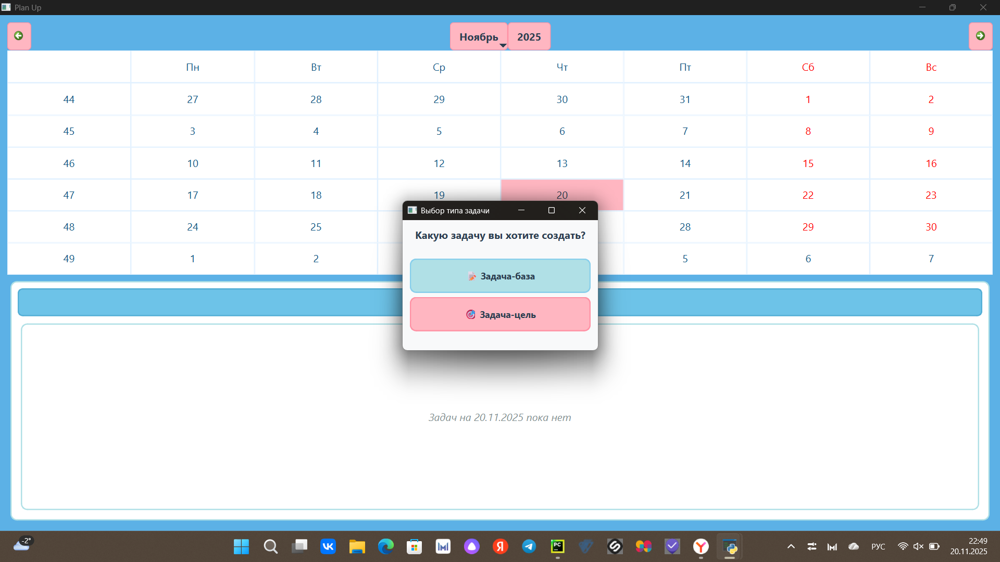 Plan Up
Ноябрь 2025
Пн Вт Ср Чт Пт Сб Вс
44 27 28 29 30 31 1 2
45 3 4 5 6 7 8 9
46 10 11 12 13 14 15 16
47 17 18 19 20 21 22 23
48 24 25 28 29 30
49 1 2 5 6 7
Выбор типа задачи
Какую задачу вы хотите создать?
Задача-база
Задача-цель
Задач на 20.11.2025 пока нет
-2°
VK
Я
PC
Y
РУС
22:49
20.11.2025